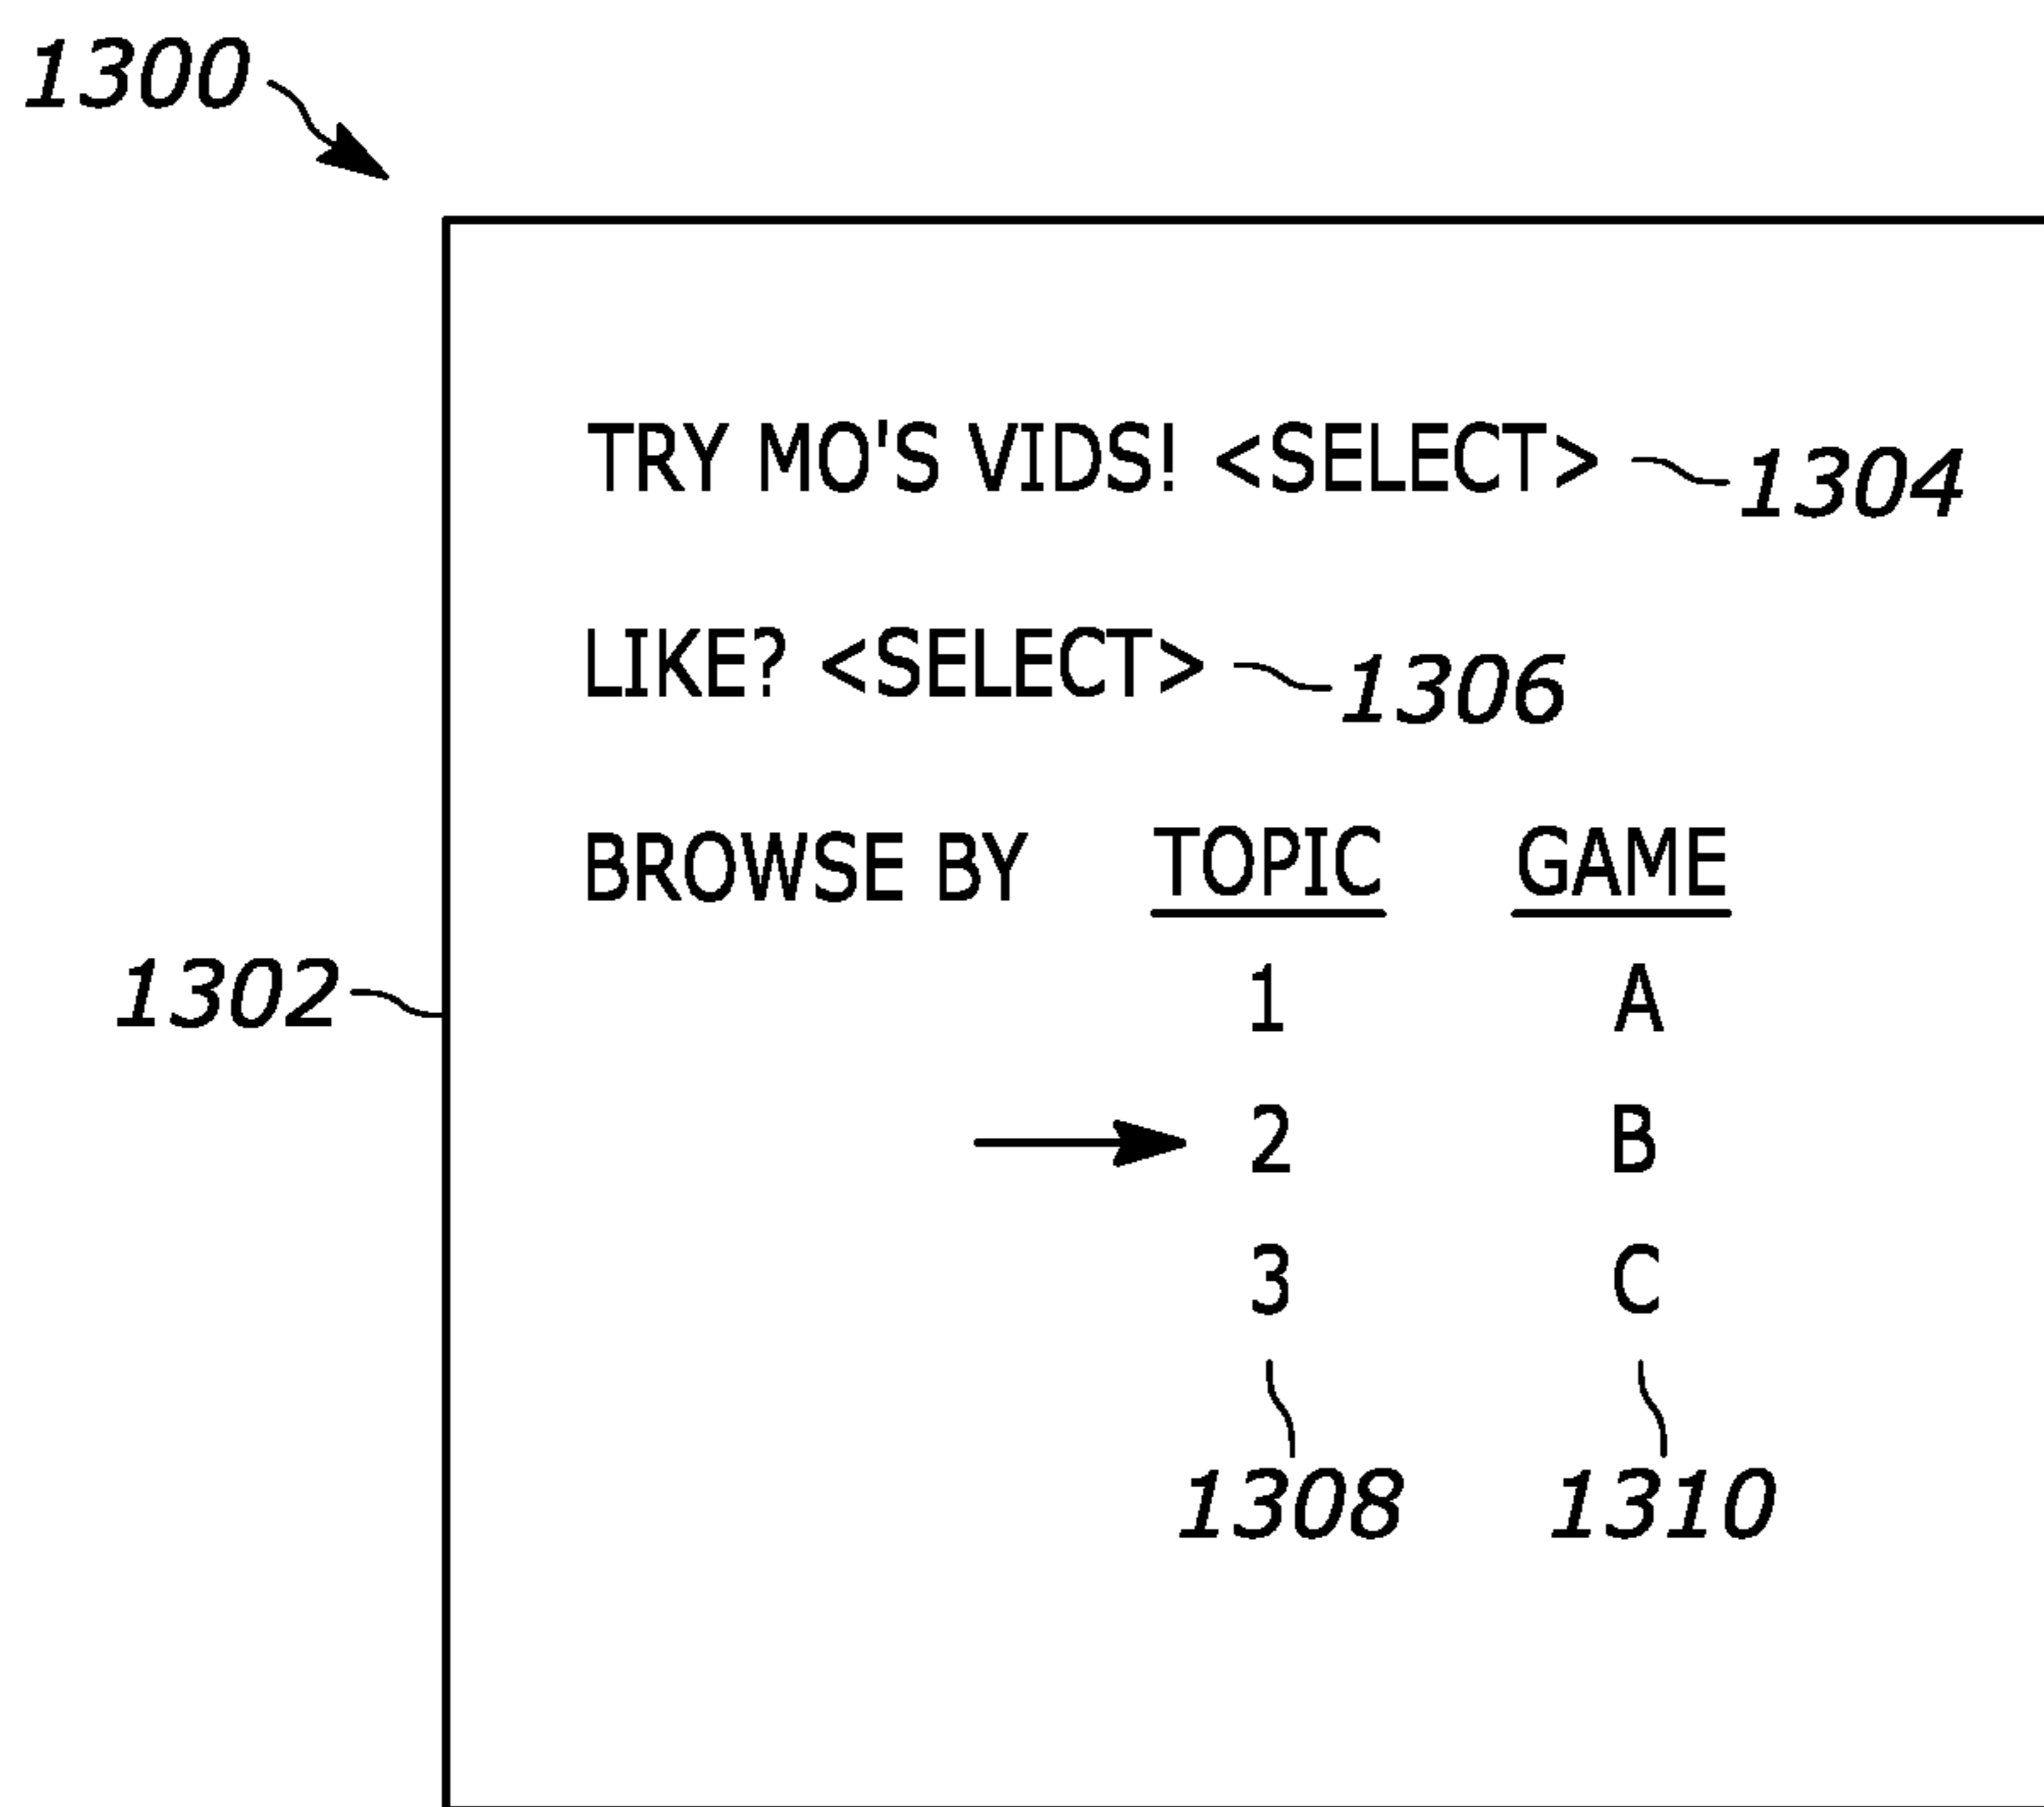 1300
TRY MO'S VIDS! <SELECT> 1304
LIKE? <SELECT> 1306
BROWSE BY TOPIC GAME
1302 1 A
2 B
3 C
1308 1310